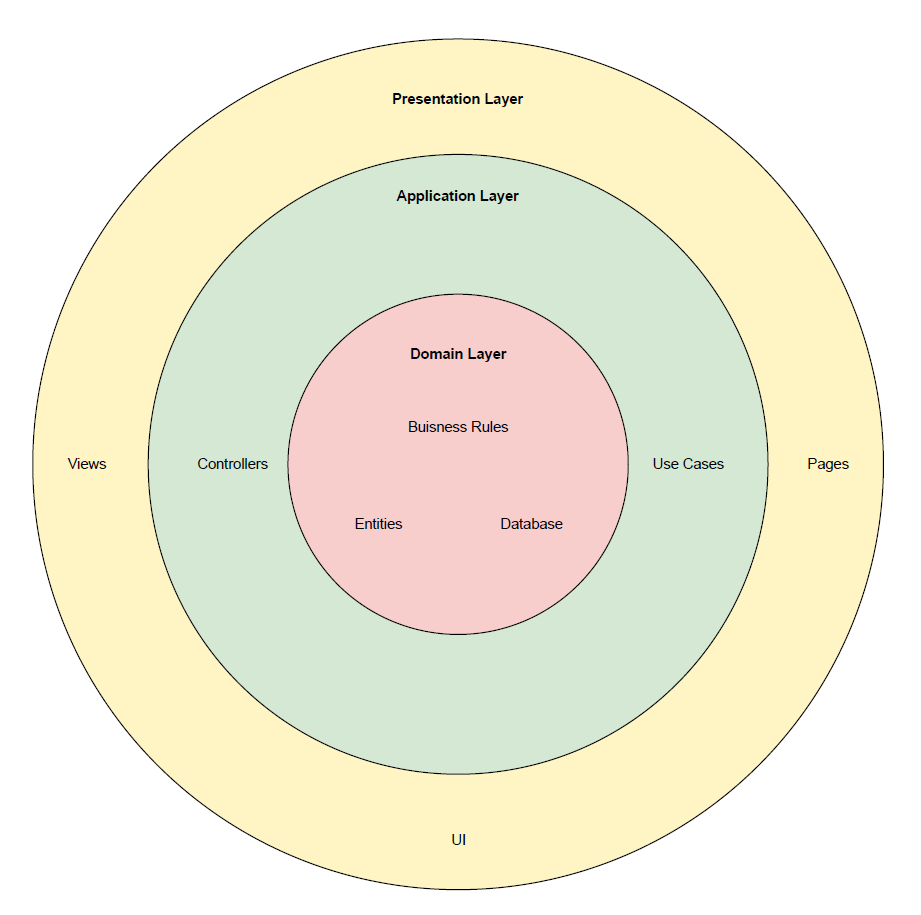 Presentation Layer
Application Layer
Domain Layer
Buisness Rules
Views
Controllers
Use Cases
Pages
Entities
Database
UI